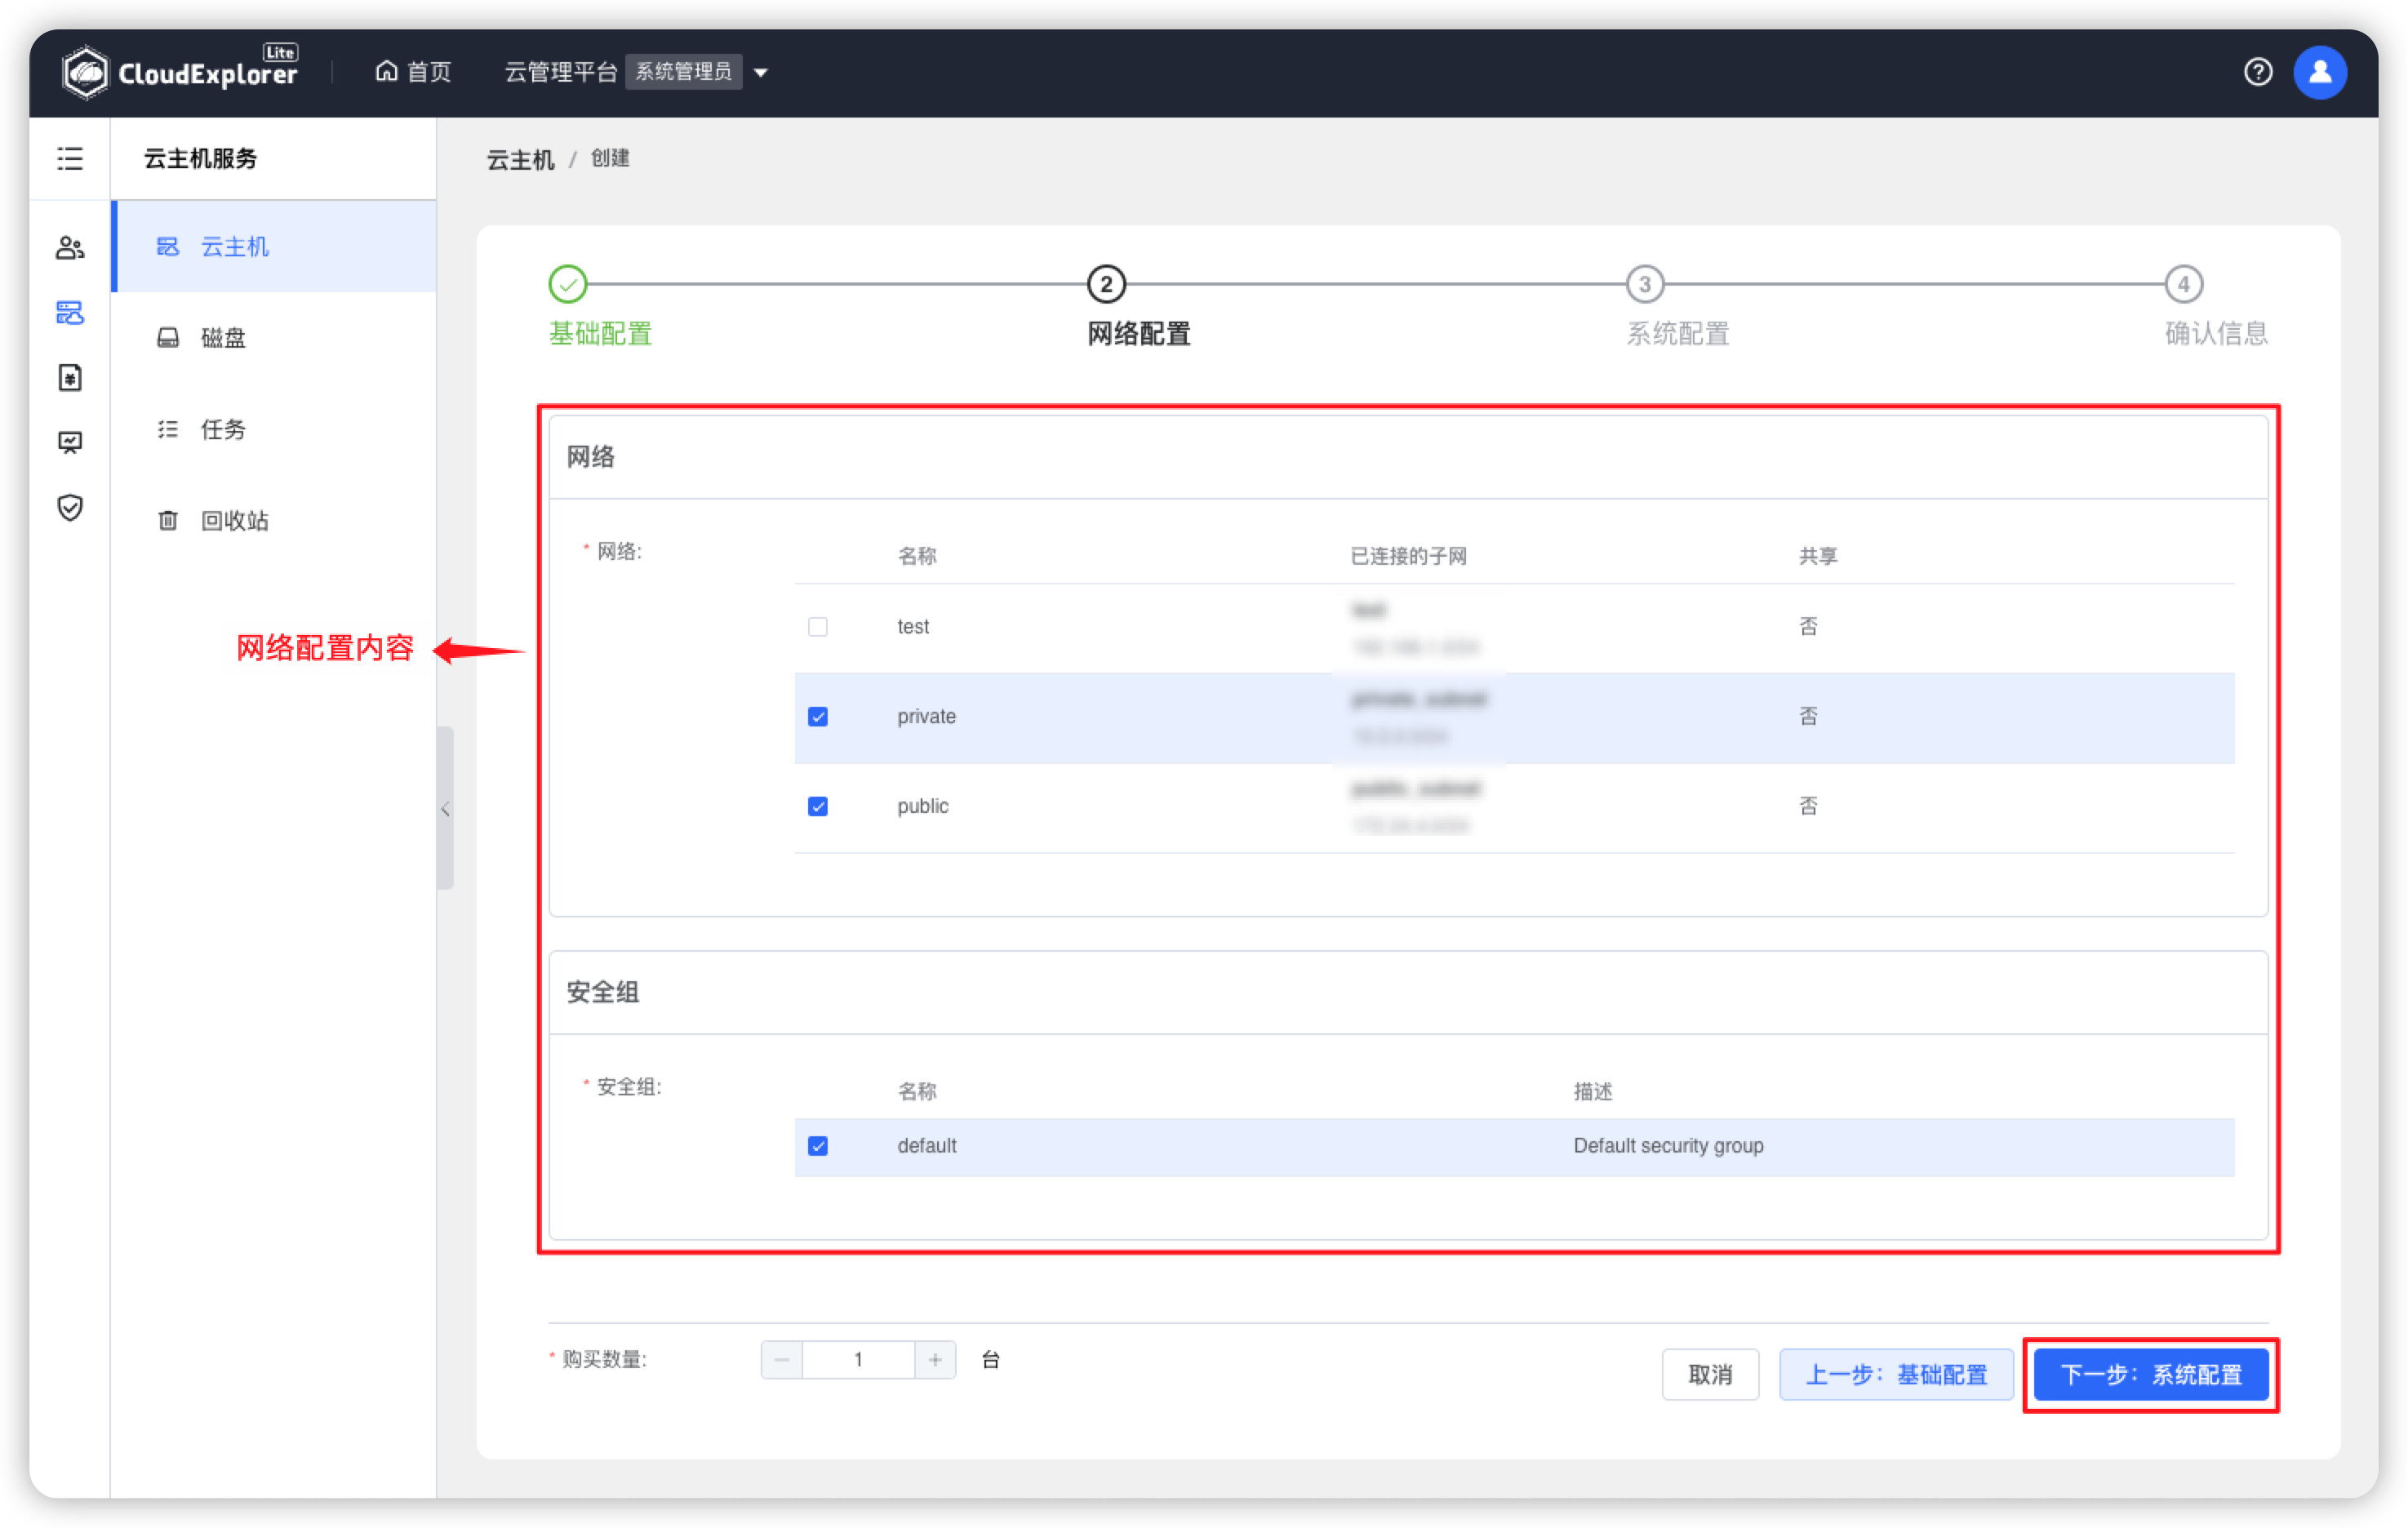 CloudExplorer Lite
首页
云管理平台 系统管理员
云主机服务
云主机
磁盘
任务
回收站
云主机 / 创建
基础配置
2
网络配置
3
系统配置
4
确认信息
网络配置内容
网络
* 网络:
名称 已连接的子网 共享
test 否
private 否
public 否
安全组
* 安全组:
名称 描述
default Default security group
* 购买数量:
1
台
取消
上一步：基础配置
下一步：系统配置